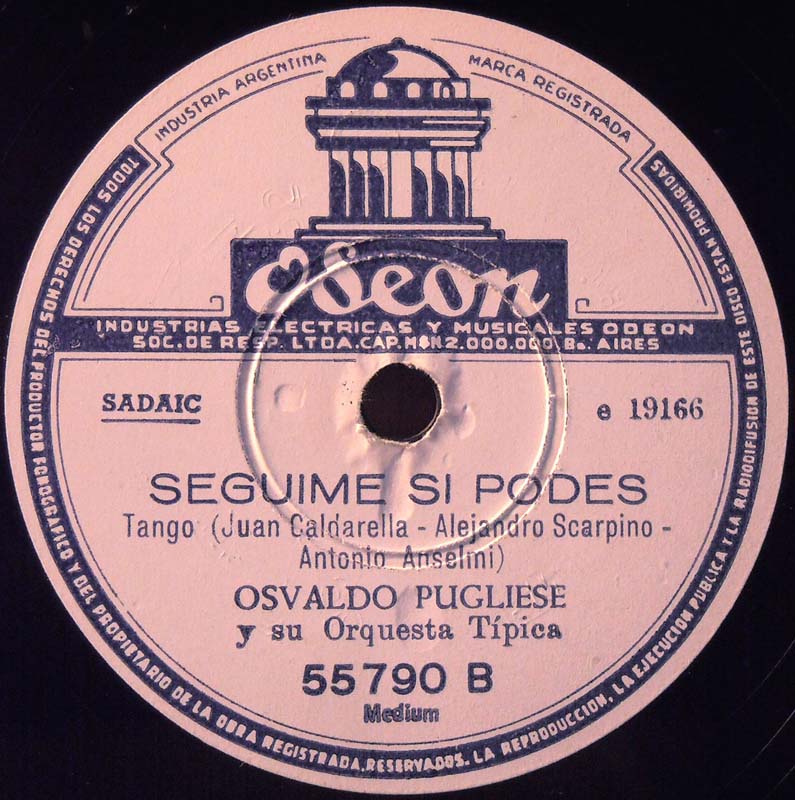 INDUSTRIA ARGENTINA
MARCA REGISTRADA
Odeon
INDUSTRIAS ELECTRICAS Y MUSICALES ODEON
SOC. DE RESP. LTDA. CAP. M$N 2.000.000 Bs. AIRES
SADAIC
e 19166
SEGUIME SI PODES
Tango (Juan Caldarella - Alejandro Scarpino -
Antonio Anselmi)
OSVALDO PUGLIESE
y su Orquesta Típica
55790 B
Medium
TODOS LOS DERECHOS DEL PRODUCTOR FONOGRAFICO Y DEL PROPIETARIO DE LA OBRA REGISTRADA, RESERVADOS. LA REPRODUCCION, LA EJECUCION PUBLICA Y LA RADIODIFUSION DE ESTE DISCO ESTAN PROHIBIDAS